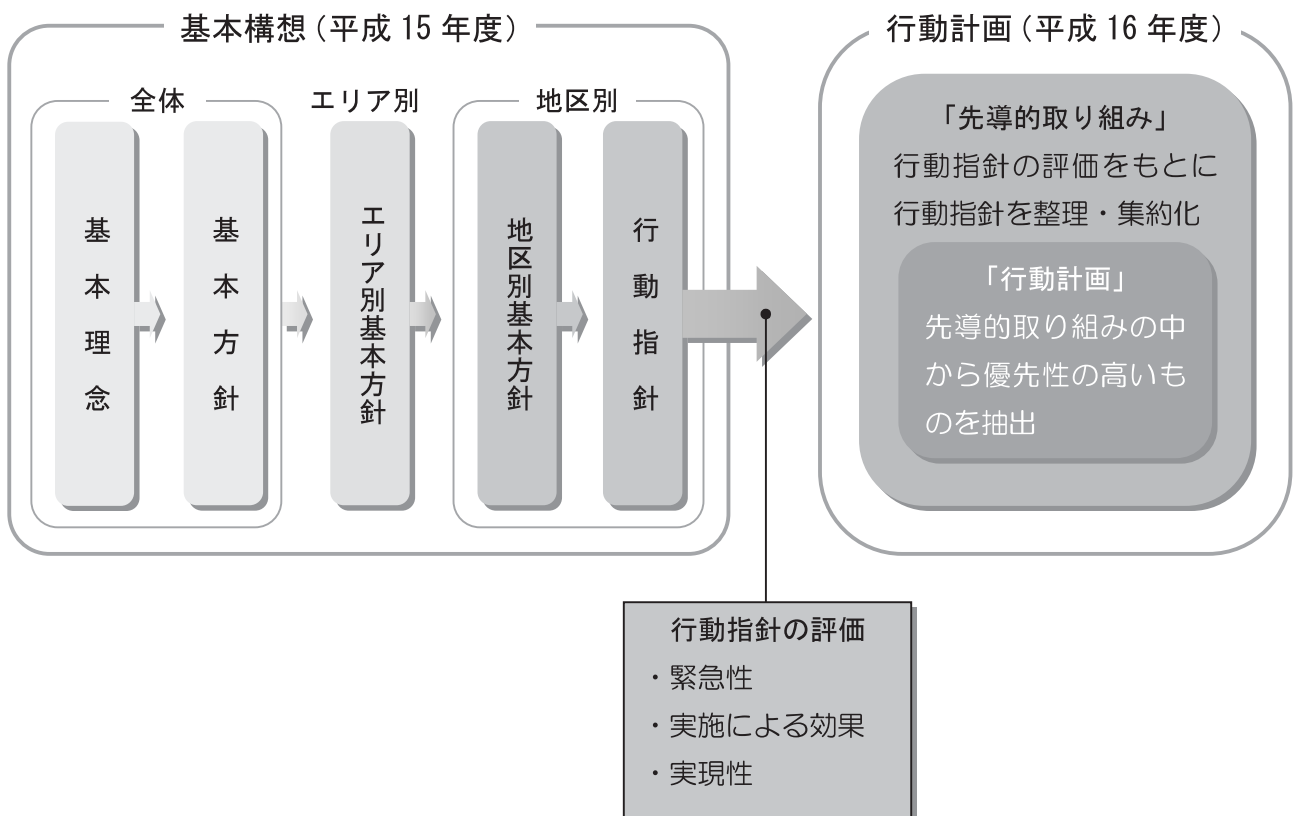 基本構想（平成 15 年度）
全体
エリア別
地区別
基本理念
基本方針
エリア別基本方針
地区別基本方針
行動指針
行動計画（平成 16 年度）
「先導的取り組み」
行動指針の評価をもとに
行動指針を整理・集約化
「行動計画」
先導的取り組みの中
から優先性の高いも
のを抽出
行動指針の評価
・緊急性
・実施による効果
・実現性